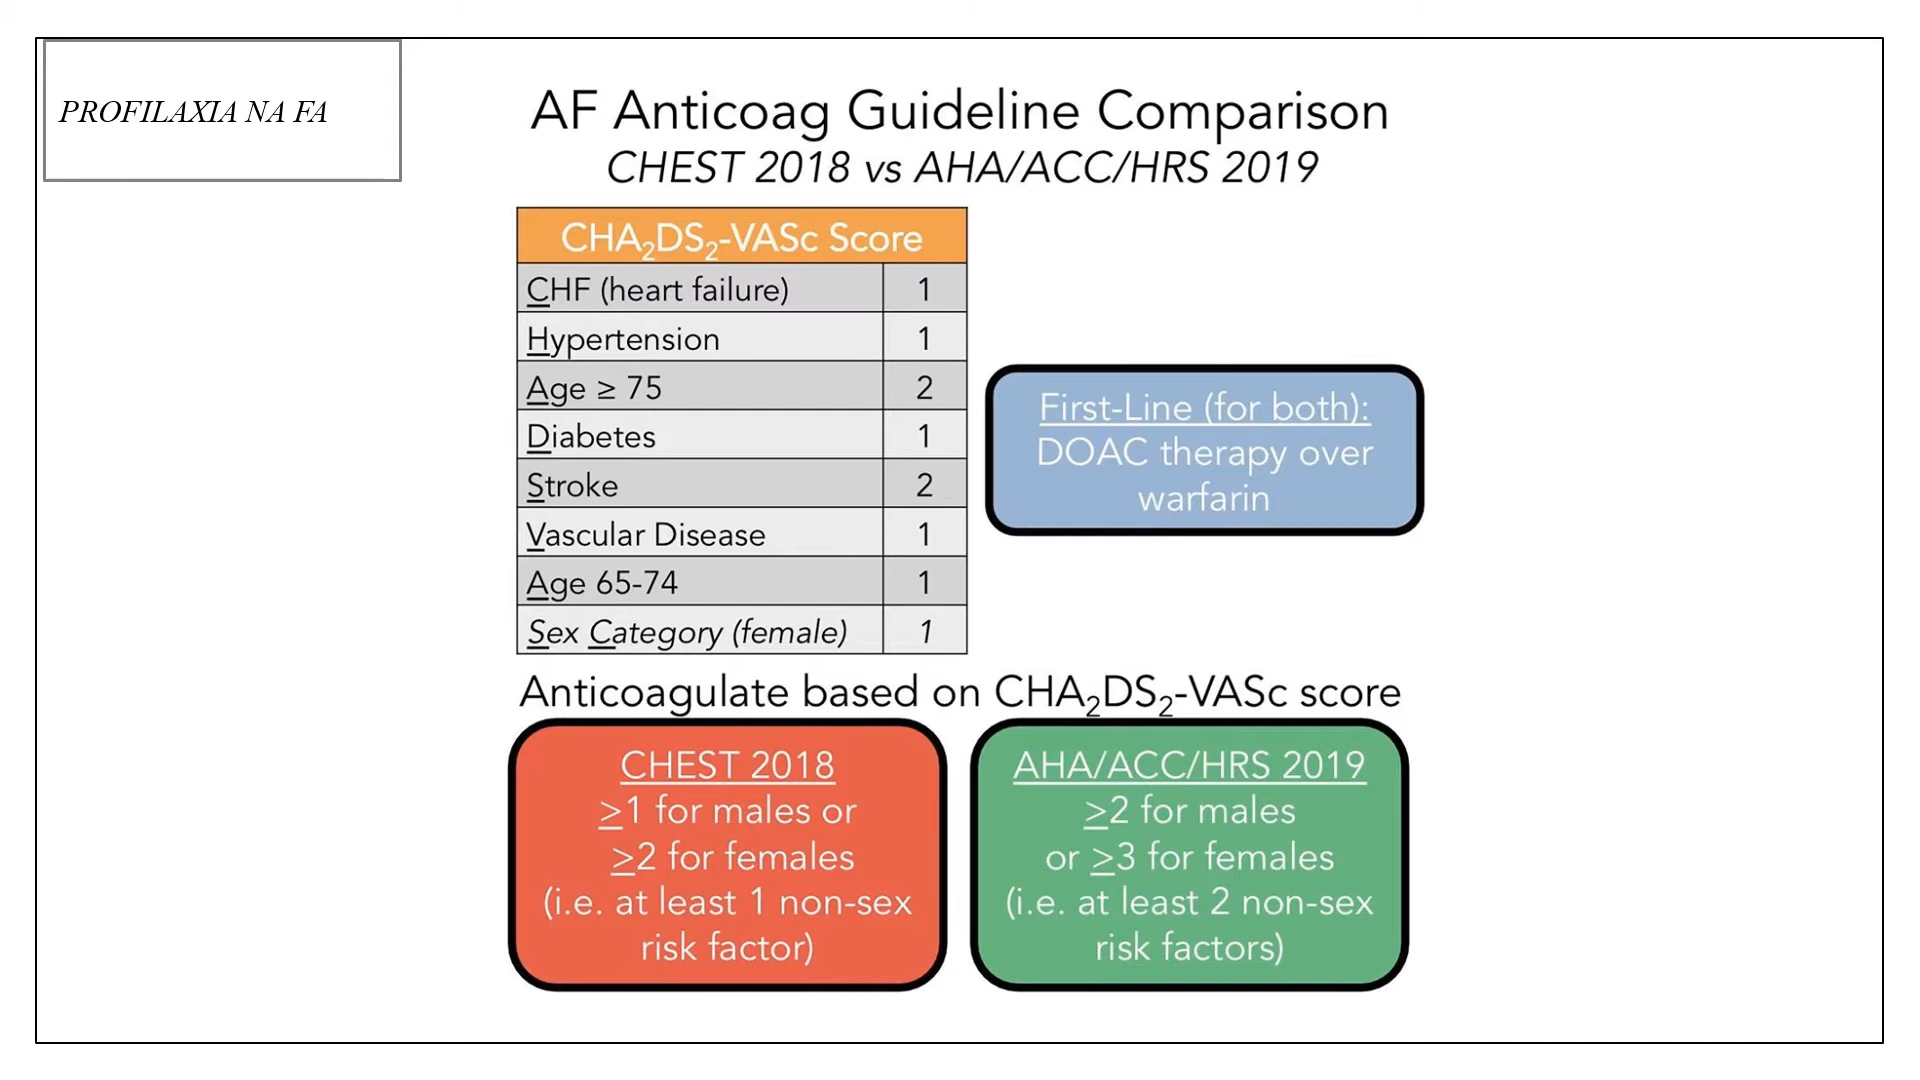 PROFILAXIA NA FA
AF Anticoag Guideline Comparison
CHEST 2018 vs AHA/ACC/HRS 2019
CHA₂DS₂-VASc Score
CHF (heart failure) 1
Hypertension 1
Age ≥ 75 2
Diabetes 1
Stroke 2
Vascular Disease 1
Age 65-74 1
Sex Category (female) 1
First-Line (for both):
DOAC therapy over
warfarin
Anticoagulate based on CHA₂DS₂-VASc score
CHEST 2018
≥1 for males or
≥2 for females
(i.e. at least 1 non-sex
risk factor)
AHA/ACC/HRS 2019
≥2 for males
or ≥3 for females
(i.e. at least 2 non-sex
risk factors)